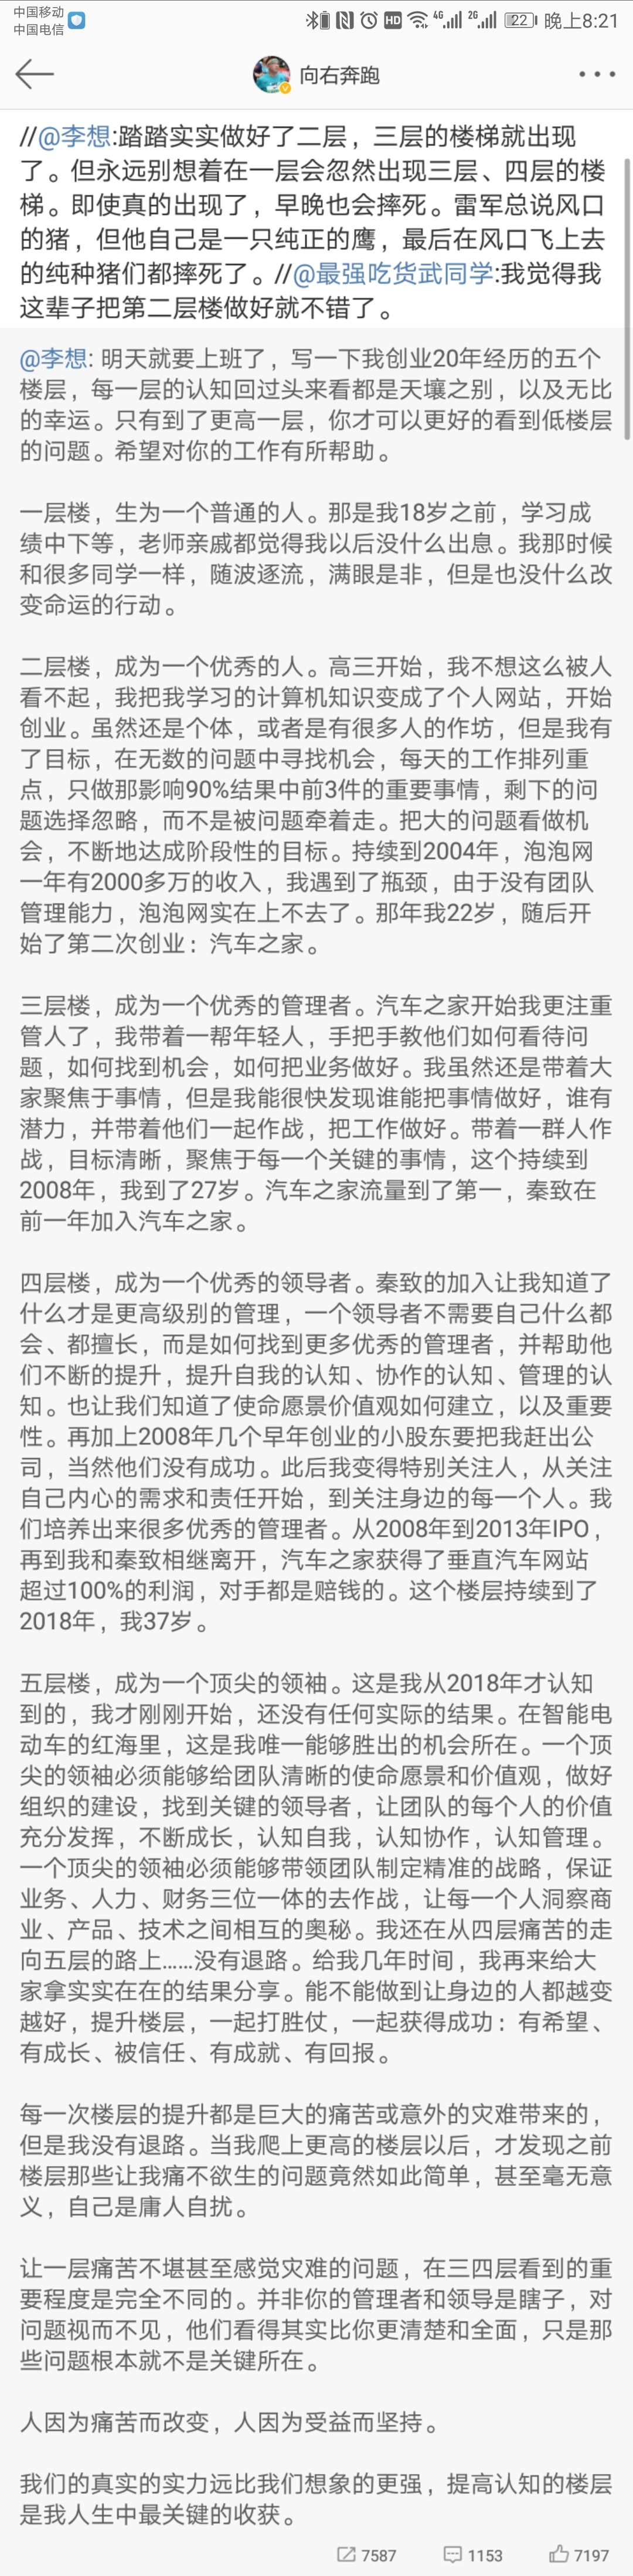 中国移动
中国电信
HD 4G 2G 22 晚上8:21
向右奔跑
//@李想:踏踏实实做好了二层，三层的楼梯就出现
了。但永远别想着在一层会忽然出现三层、四层的楼
梯。即使真的出现了，早晚也会摔死。雷军总说风口
的猪，但他自己是一只纯正的鹰，最后在风口飞上去
的纯种猪们都摔死了。//@最强吃货武同学:我觉得我
这辈子把第二层楼做好就不错了。
@李想: 明天就要上班了，写一下我创业20年经历的五个
楼层，每一层的认知回过头来看都是天壤之别，以及无比
的幸运。只有到了更高一层，你才可以更好的看到低楼层
的问题。希望对你的工作有所帮助。
一层楼，生为一个普通的人。那是我18岁之前，学习成
绩中下等，老师亲戚都觉得我以后没什么出息。我那时候
和很多同学一样，随波逐流，满眼是非，但是也没什么改
变命运的行动。
二层楼，成为一个优秀的人。高三开始，我不想这么被人
看不起，我把我学习的计算机知识变成了个人网站，开始
创业。虽然还是个体，或者是有很多人的作坊，但是我有
了目标，在无数的问题中寻找机会，每天的工作排列重
点，只做那影响90%结果中前3件的重要事情，剩下的问
题选择忽略，而不是被问题牵着走。把大的问题看做机
会，不断地达成阶段性的目标。持续到2004年，泡泡网
一年有2000多万的收入，我遇到了瓶颈，由于没有团队
管理能力，泡泡网实在上不去了。那年我22岁，随后开
始了第二次创业：汽车之家。
三层楼，成为一个优秀的管理者。汽车之家开始我更注重
管人了，我带着一帮年轻人，手把手教他们如何看待问
题，如何找到机会，如何把业务做好。我虽然还是带着大
家聚焦于事情，但是我能很快发现谁能把事情做好，谁有
潜力，并带着他们一起作战，把工作做好。带着一群人作
战，目标清晰，聚焦于每一个关键的事情，这个持续到
2008年，我到了27岁。汽车之家流量到了第一，秦致在
前一年加入汽车之家。
四层楼，成为一个优秀的领导者。秦致的加入让我知道了
什么才是更高级别的管理，一个领导者不需要自己什么都
会、都擅长，而是如何找到更多优秀的管理者，并帮助他
们不断的提升，提升自我的认知、协作的认知、管理的认
知。也让我们知道了使命愿景价值观如何建立，以及重要
性。再加上2008年几个早年创业的小股东要把我赶出公
司，当然他们没有成功。此后我变得特别关注人，从关注
自己内心的需求和责任开始，到关注身边的每一个人。我
们培养出来很多优秀的管理者。从2008年到2013年IPO，
再到我和秦致相继离开，汽车之家获得了垂直汽车网站
超过100%的利润，对手都是赔钱的。这个楼层持续到了
2018年，我37岁。
五层楼，成为一个顶尖的领袖。这是我从2018年才认知
到的，我才刚刚开始，还没有任何实际的结果。在智能电
动车的红海里，这是我唯一能够胜出的机会所在。一个顶
尖的领袖必须能够给团队清晰的使命愿景和价值观，做好
组织的建设，找到关键的领导者，让团队的每个人的价值
充分发挥，不断成长，认知自我，认知协作，认知管理。
一个顶尖的领袖必须能够带领团队制定精准的战略，保证
业务、人力、财务三位一体的去作战，让每一个人洞察商
业、产品、技术之间相互的奥秘。我还在从四层痛苦的走
向五层的路上......没有退路。给我几年时间，我再来给大
家拿实实在在的结果分享。能不能做到让身边的人都越变
越好，提升楼层，一起打胜仗，一起获得成功：有希望、
有成长、被信任、有成就、有回报。
每一次楼层的提升都是巨大的痛苦或意外的灾难带来的，
但是我没有退路。当我爬上更高的楼层以后，才发现之前
楼层那些让我痛不欲生的问题竟然如此简单，甚至毫无意
义，自己是庸人自扰。
让一层痛苦不堪甚至感觉灾难的问题，在三四层看到的重
要程度是完全不同的。并非你的管理者和领导是瞎子，对
问题视而不见，他们看得其实比你更清楚和全面，只是那
些问题根本就不是关键所在。
人因为痛苦而改变，人因为受益而坚持。
我们的真实的实力远比我们想象的更强，提高认知的楼层
是我人生中最关键的收获。
7587 1153 7197